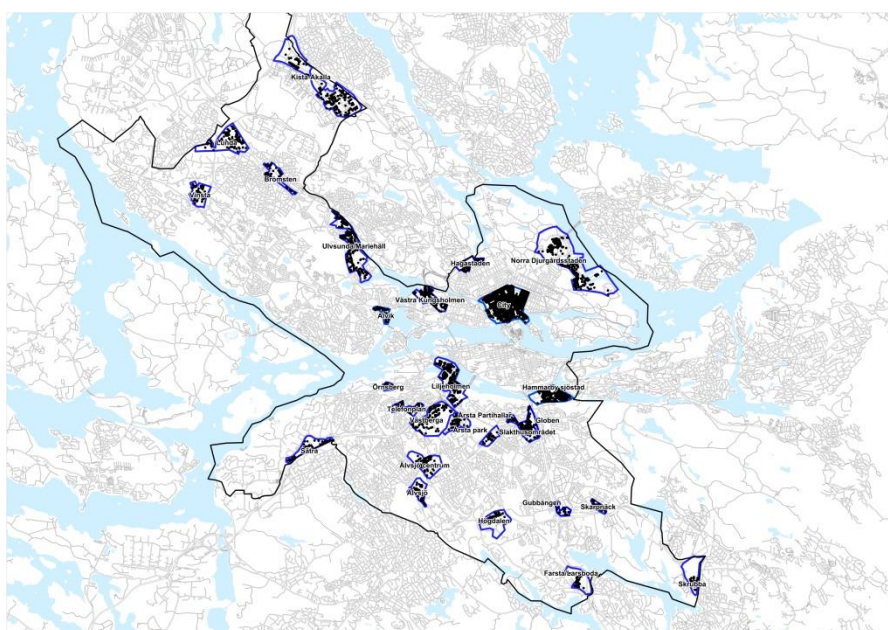 Kista Akalla
Lunda
Bromsten
Vinsta
Ulvsunda Mariehäll
Hagastaden
Norra Djurgårdsstaden
Västra Kungsholmen
City
Alvik
Örnsberg
Liljeholmen
Hammarby sjöstad
Telefonplan
Årsta Partihallar
Globen
Västberga
Årsta park
Slakthusområdet
Sätra
Älvsjö centrum
Älvsjö
Gubbängen
Skarpnäck
Högdalen
Farsta Larsboda
Skrubba